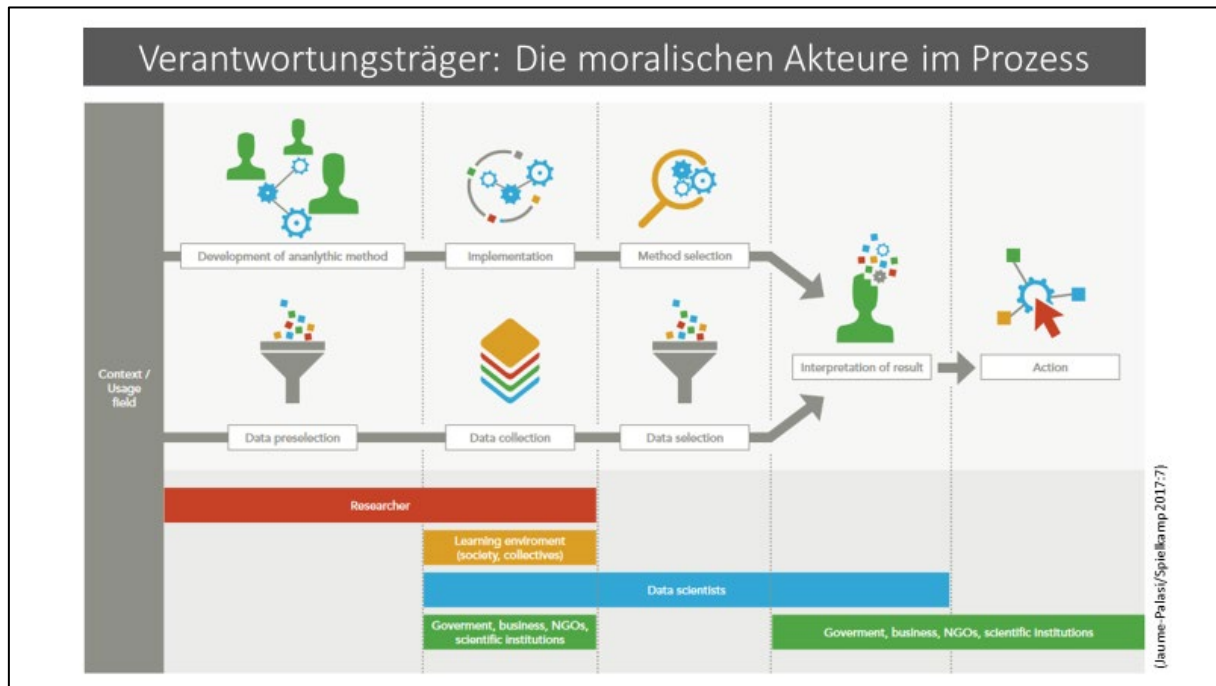 Verantwortungsträger: Die moralischen Akteure im Prozess
Development of ananlythic method
Implementation
Method selection
Context /
Usage
field
Interpretation of result
Action
Data preselection
Data collection
Data selection
Researcher
Learning enviroment
(society, collectives)
Data scientists
Goverment, business, NGOs,
scientific institutions
Goverment, business, NGOs, scientific institutions
(Jaume-Palasi/Spielkamp2017:7)